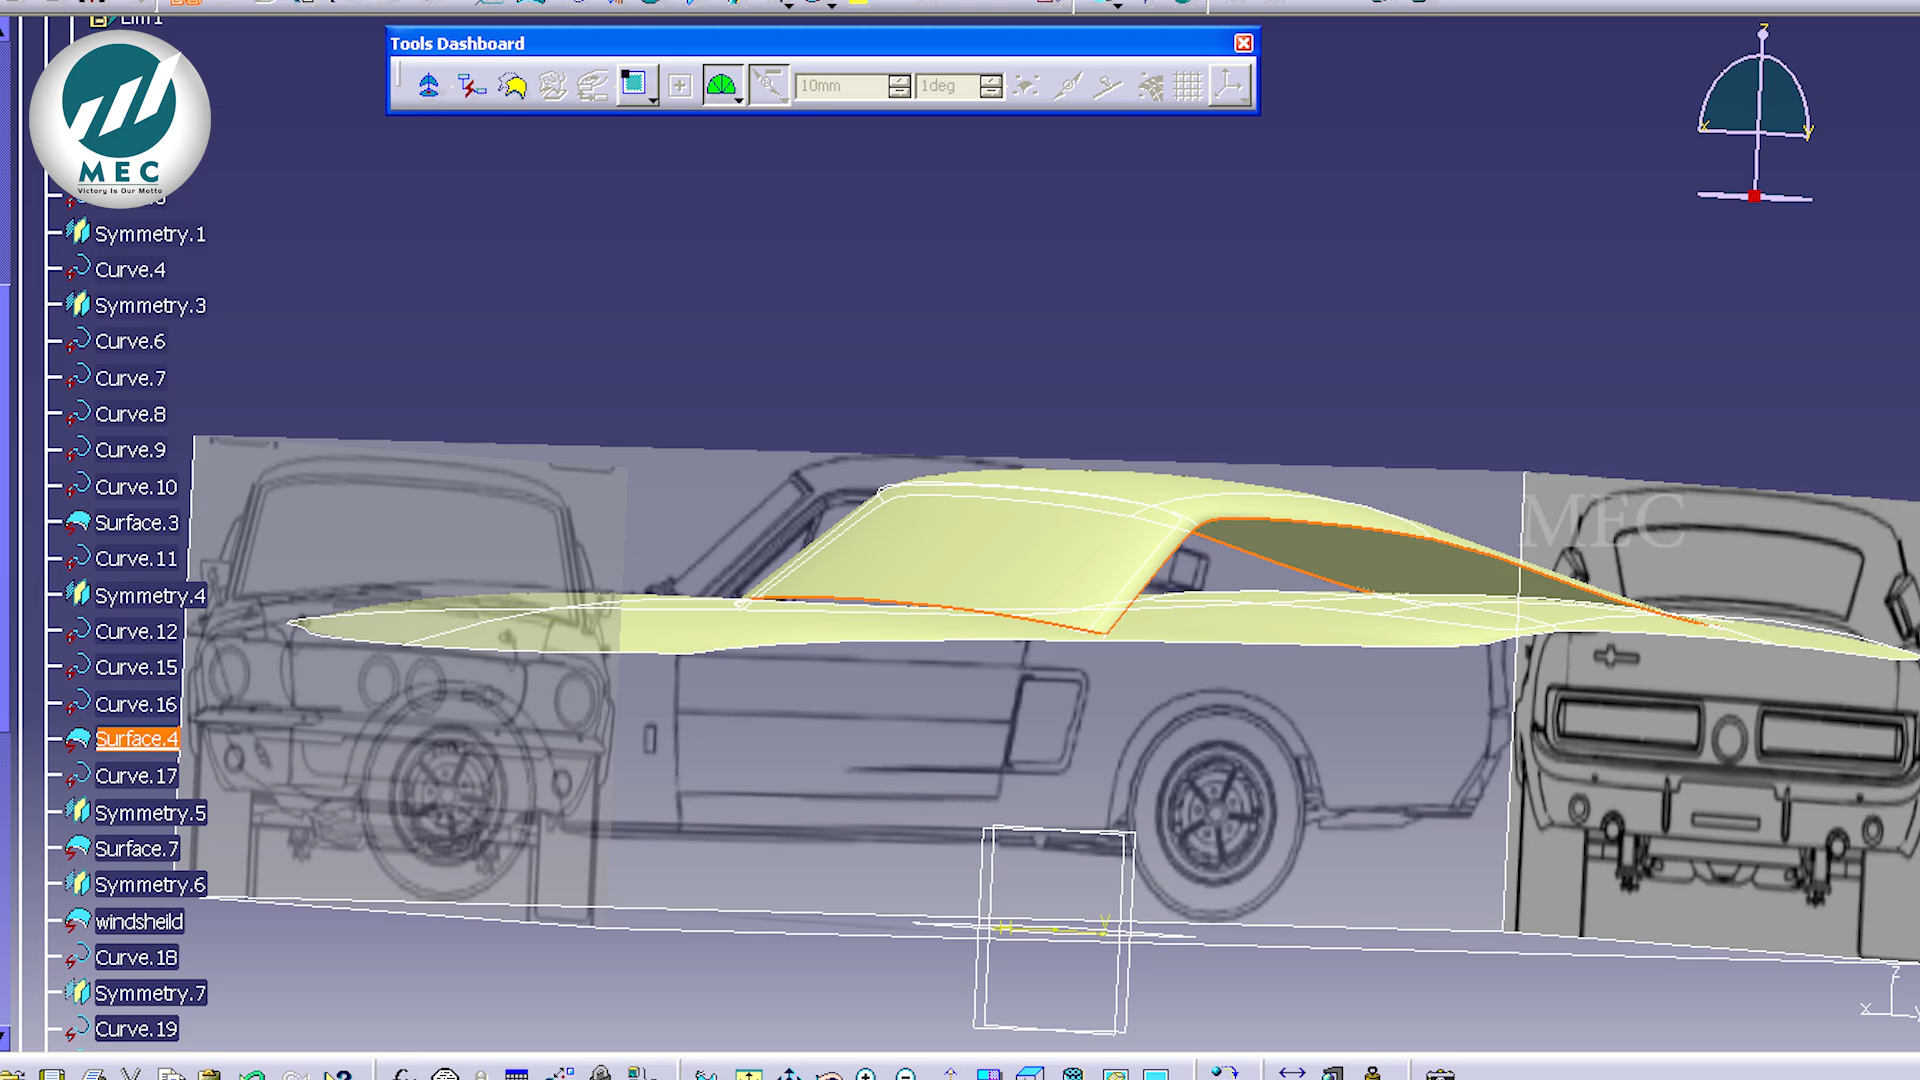 Lim1
Tools Dashboard
10mm
1deg
MEC
Victory Is Our Motto
Symmetry.1
Curve.4
Symmetry.3
Curve.6
Curve.7
Curve.8
Curve.9
Curve.10
Surface.3
Curve.11
Symmetry.4
Curve.12
Curve.15
Curve.16
Surface.4
Curve.17
Symmetry.5
Surface.7
Symmetry.6
windsheild
Curve.18
Symmetry.7
Curve.19
MEC
z
x
y
H
V
z
x
y